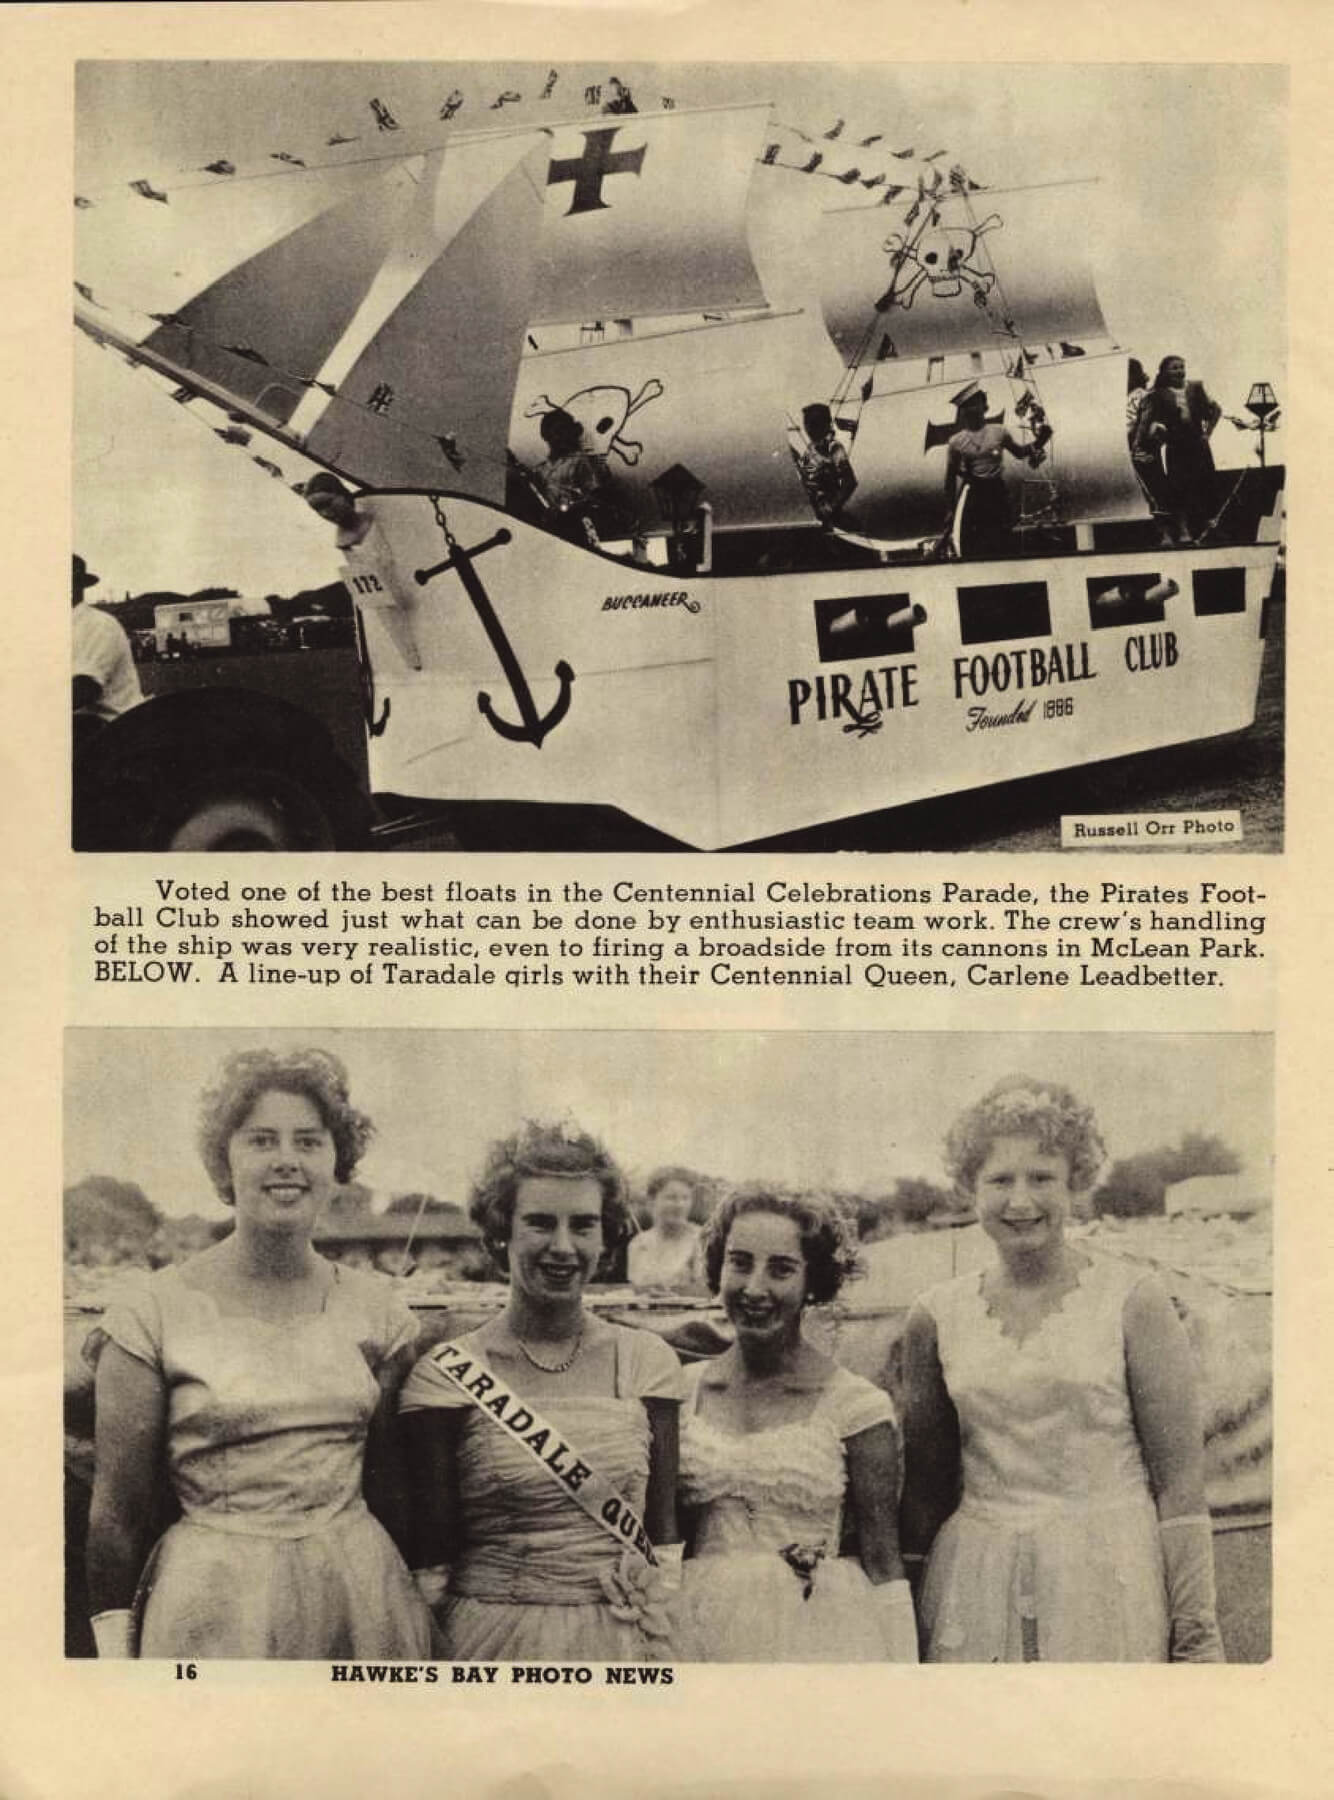 172
BUCCANEER
PIRATE FOOTBALL CLUB
Founded 1886
Russell Orr Photo
Voted one of the best floats in the Centennial Celebrations Parade, the Pirates Foot-
ball Club showed just what can be done by enthusiastic team work. The crew's handling
of the ship was very realistic, even to firing a broadside from its cannons in McLean Park.
BELOW. A line-up of Taradale girls with their Centennial Queen, Carlene Leadbetter.
TARADALE QUEE
16 HAWKE'S BAY PHOTO NEWS